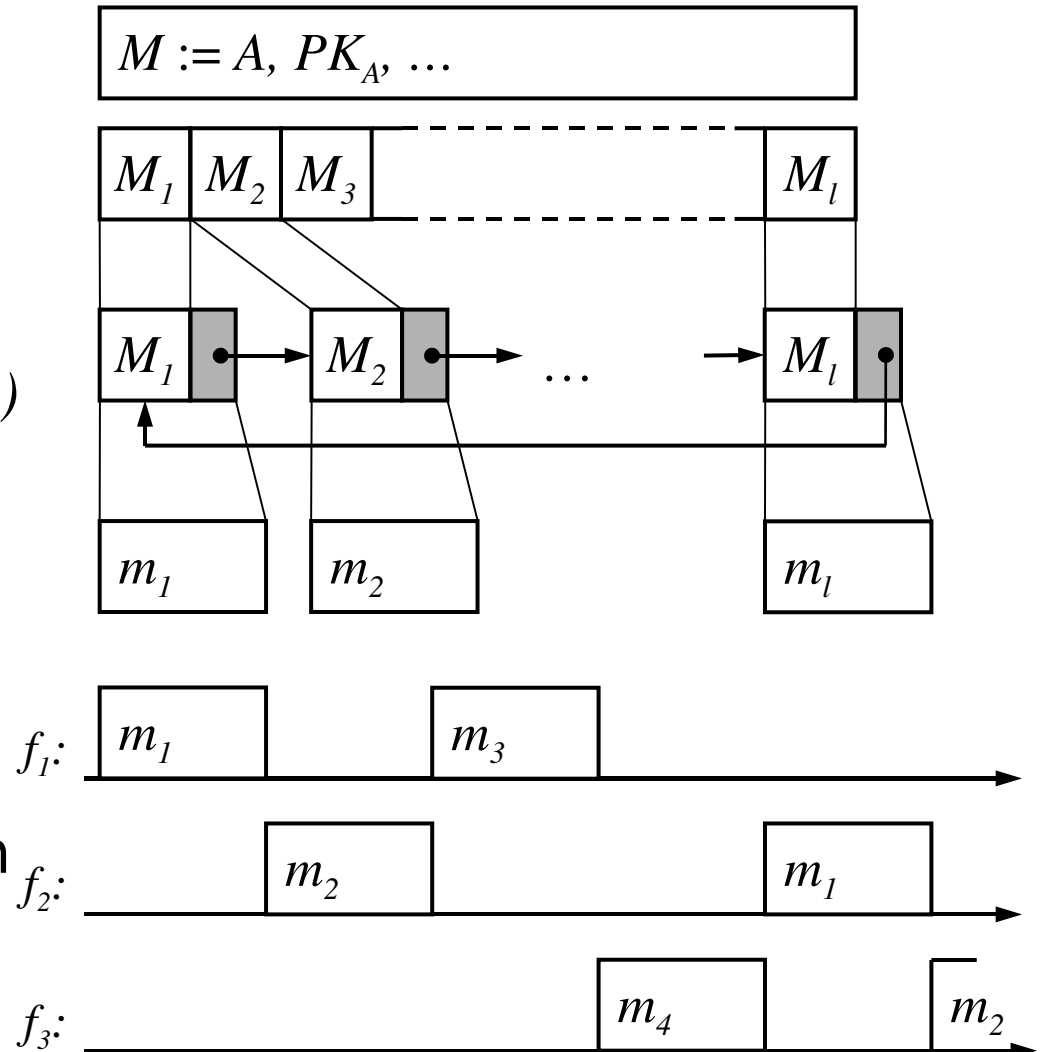 M := A, PK_A, …
M_1 M_2 M_3 M_l
M_1 M_2 … M_l
)
m_1 m_2 m_l
f_1: m_1 m_3
n
f_2: m_2 m_1
f_3: m_4 m_2